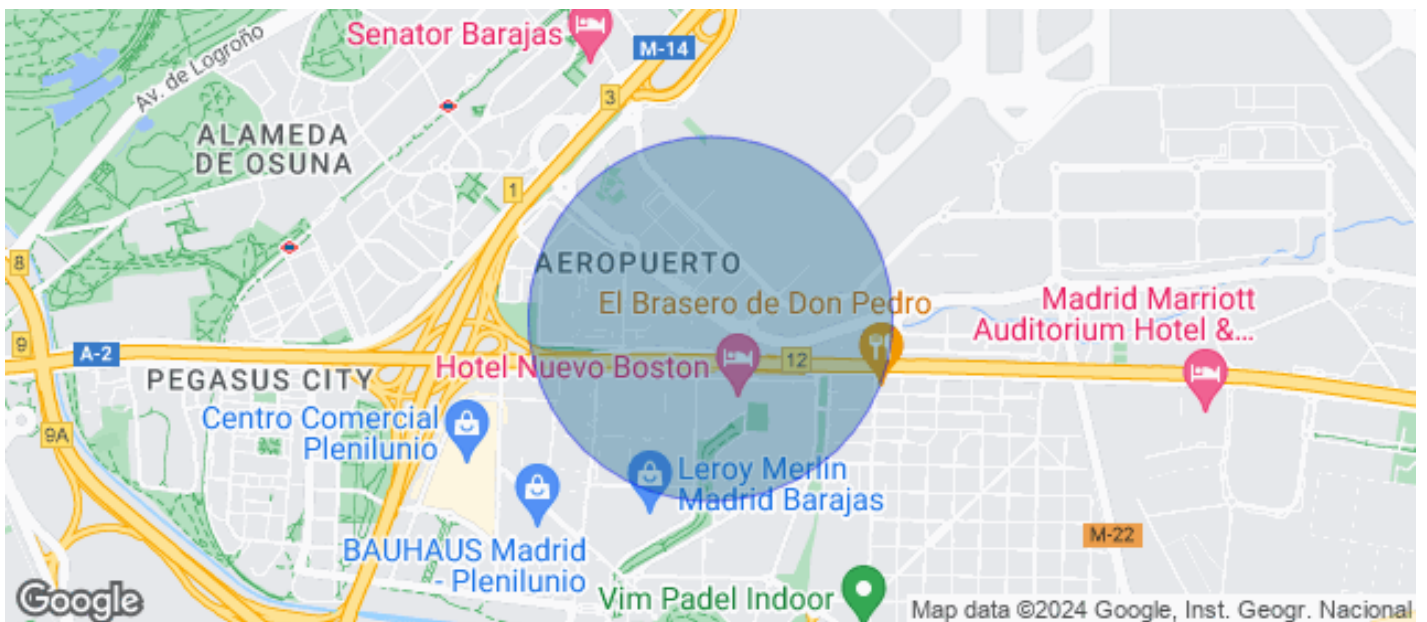 Senator Barajas
M-14
Av. de Logroño
3
ALAMEDA
DE OSUNA
1
8
AEROPUERTO
El Brasero de Don Pedro
Madrid Marriott
Auditorium Hotel &...
9
A-2
Hotel Nuevo Boston
12
PEGASUS CITY
Centro Comercial
Plenilunio
9A
Leroy Merlin
Madrid Barajas
M-22
BAUHAUS Madrid
- Plenilunio
Vim Padel Indoor
Google
Map data ©2024 Google, Inst. Geogr. Nacional